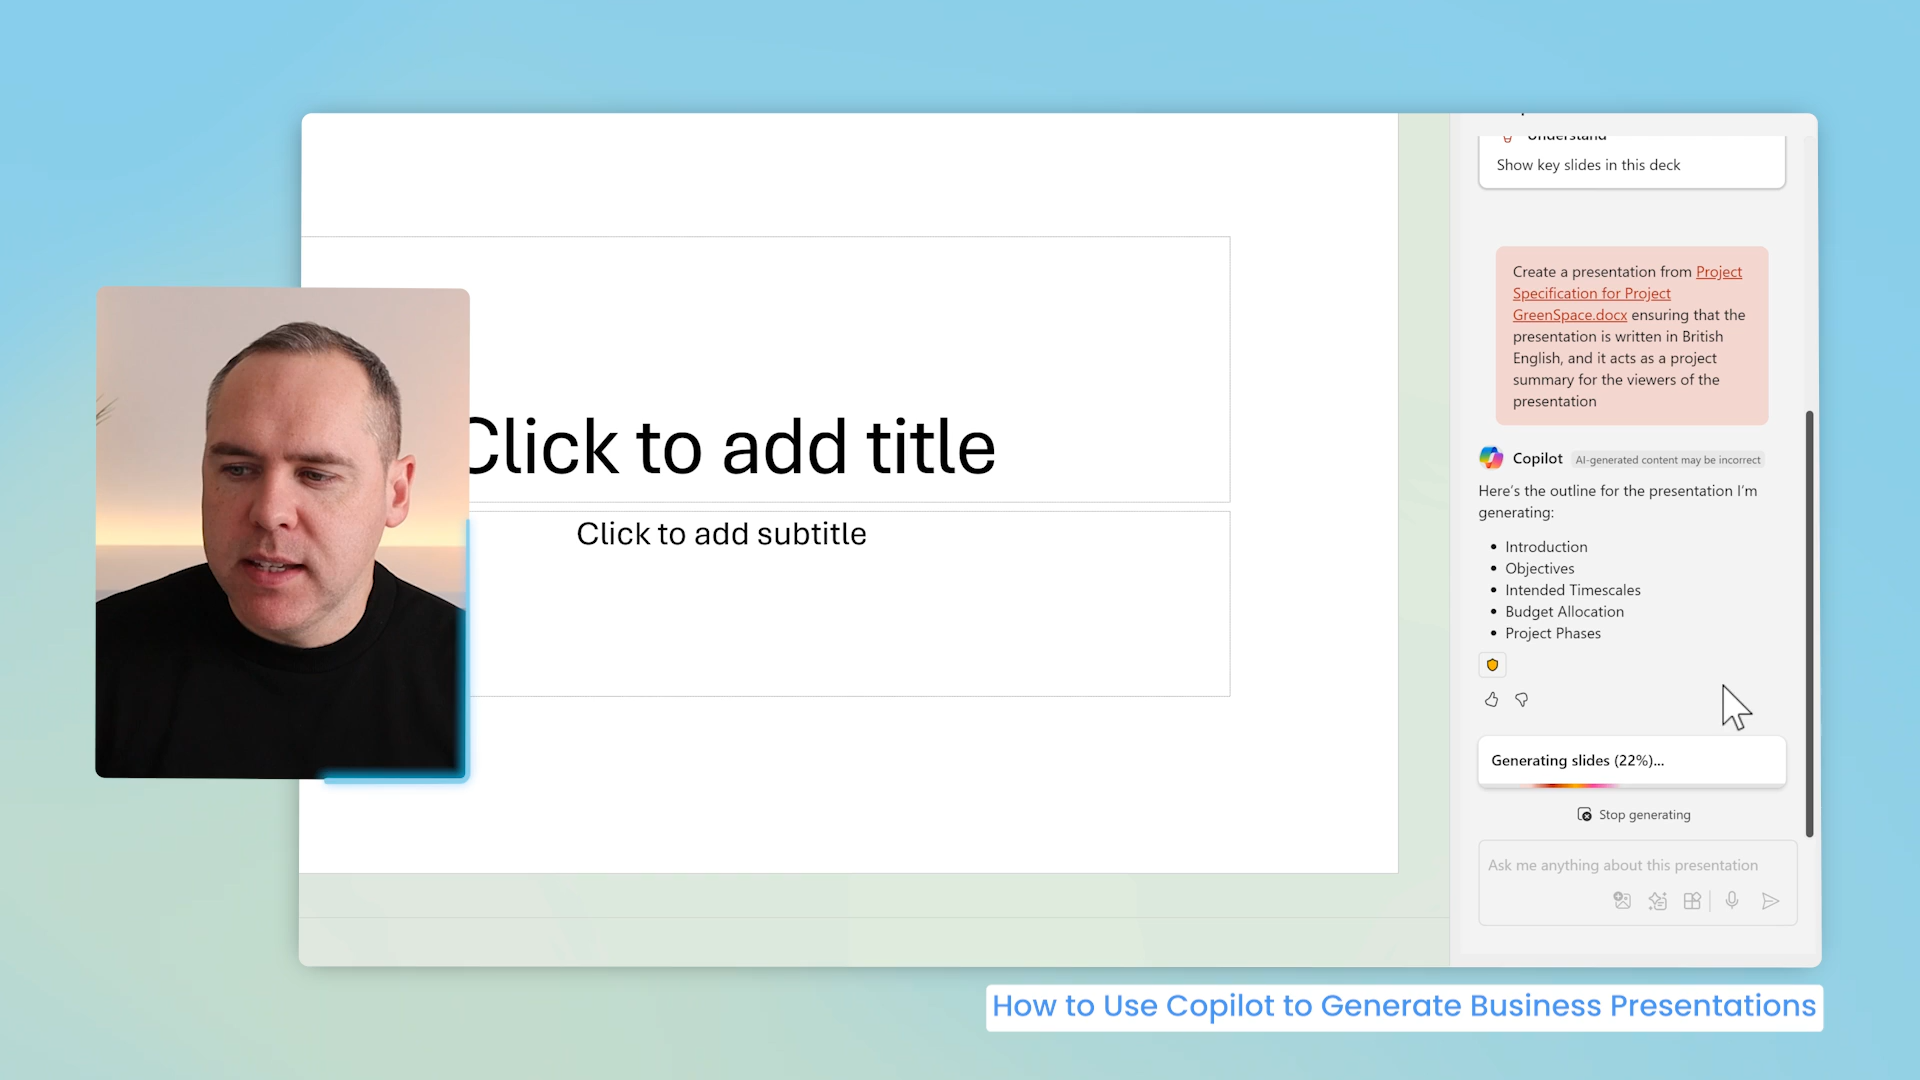 Understand
Show key slides in this deck
Create a presentation from Project
Specification for Project
GreenSpace.docx ensuring that the
presentation is written in British
English, and it acts as a project
summary for the viewers of the
presentation
Click to add title
Click to add subtitle
Copilot AI-generated content may be incorrect
Here's the outline for the presentation I'm
generating:
• Introduction
• Objectives
• Intended Timescales
• Budget Allocation
• Project Phases
Generating slides (22%)...
Stop generating
Ask me anything about this presentation
How to Use Copilot to Generate Business Presentations